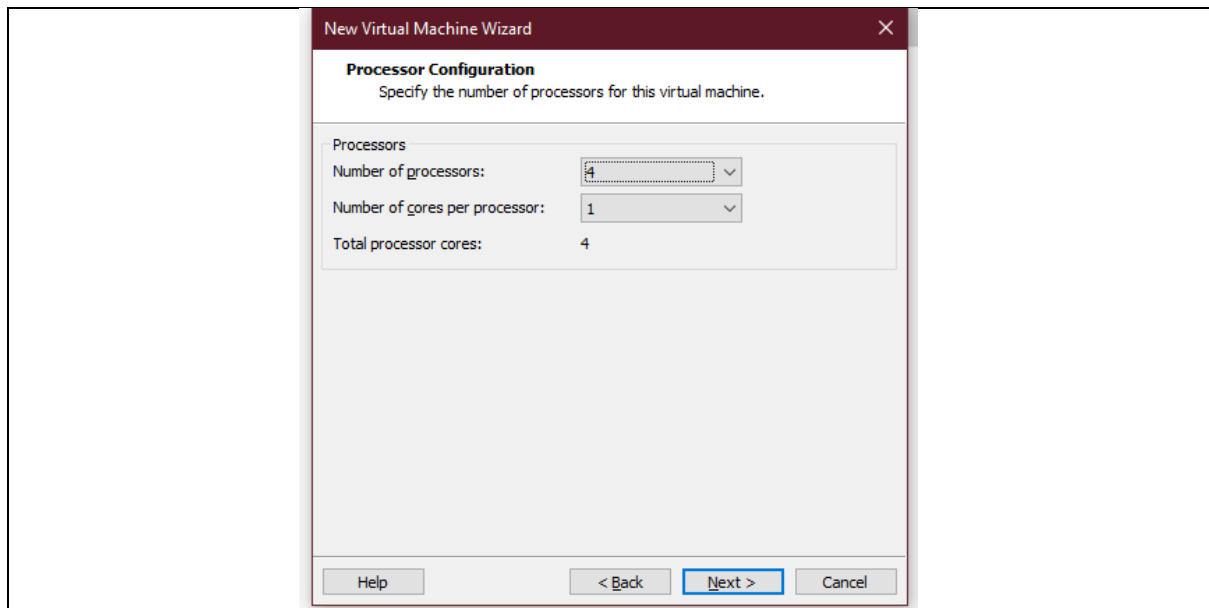 New Virtual Machine Wizard
Processor Configuration
Specify the number of processors for this virtual machine.
Processors
Number of processors: 4
Number of cores per processor: 1
Total processor cores: 4
Help < Back Next > Cancel